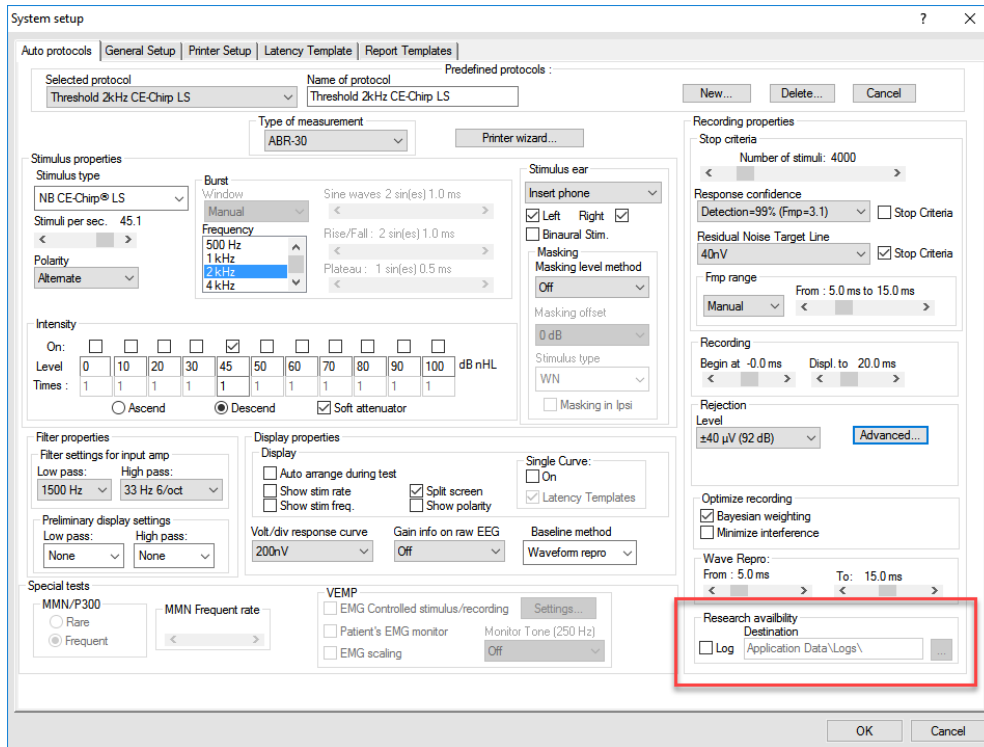 System setup
? ×
Auto protocols General Setup Printer Setup Latency Template Report Templates
Predefined protocols :
Selected protocol
Threshold 2kHz CE-Chirp LS
Name of protocol
Threshold 2kHz CE-Chirp LS
New... Delete... Cancel
Type of measurement
ABR-30
Printer wizard...
Stimulus properties
Stimulus type
NB CE-Chirp® LS
Stimuli per sec. 45.1
Polarity
Alternate
Burst
Window
Manual
Frequency
500 Hz
1 kHz
2 kHz
4 kHz
Sine waves 2 sin(es) 1.0 ms
Rise/Fall : 2 sin(es) 1.0 ms
Plateau : 1 sin(es) 0.5 ms
Intensity
On:
Level 0 10 20 30 45 50 60 70 80 90 100 dB nHL
Times : 1 1 1 1 1 1 1 1 1 1 1
Ascend Descend Soft attenuator
Stimulus ear
Insert phone
Left Right
Binaural Stim.
Masking
Masking level method
Off
Masking offset
0 dB
Stimulus type
WN
Masking in Ipsi
Recording properties
Stop criteria
Number of stimuli: 4000
Response confidence
Detection=99% (Fmp=3.1) Stop Criteria
Residual Noise Target Line
40nV Stop Criteria
Fmp range
Manual
From : 5.0 ms to 15.0 ms
Recording
Begin at -0.0 ms Displ. to 20.0 ms
Rejection
Level
±40 µV (92 dB) Advanced...
Optimize recording
Bayesian weighting
Minimize interference
Wave Repro:
From : 5.0 ms To: 15.0 ms
Research availbility
Destination
Log Application Data\Logs\ ...
Filter properties
Filter settings for input amp
Low pass: High pass:
1500 Hz 33 Hz 6/oct
Preliminary display settings
Low pass: High pass:
None None
Display properties
Display
Auto arrange during test
Show stim rate Split screen
Show stim freq. Show polarity
Single Curve:
On
Latency Templates
Volt/div response curve Gain info on raw EEG Baseline method
200nV Off Waveform repro
Special tests
MMN/P300
Rare
Frequent
MMN Frequent rate
VEMP
EMG Controlled stimulus/recording Settings...
Patient's EMG monitor Monitor Tone (250 Hz)
EMG scaling Off
OK Cancel